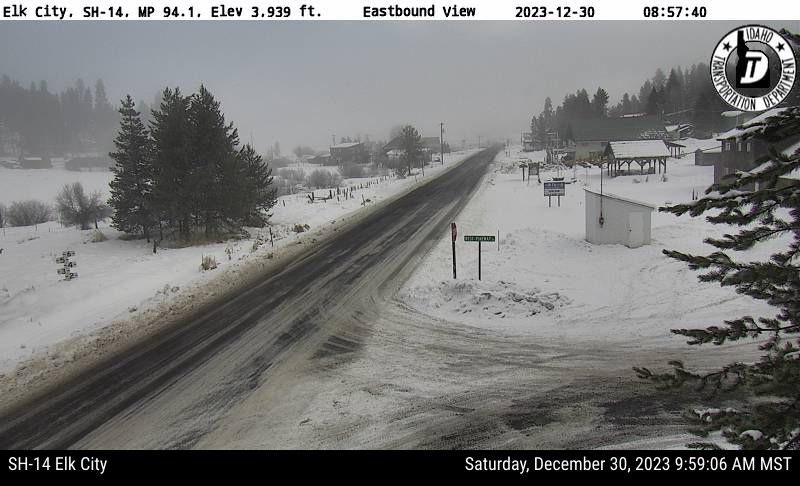 Elk City, SH-14, MP 94.1, Elev 3,939 ft. Eastbound View 2023-12-30 08:57:40
IDAHO
TRANSPORTATION DEPARTMENT
SH-14 Elk City Saturday, December 30, 2023 9:59:06 AM MST